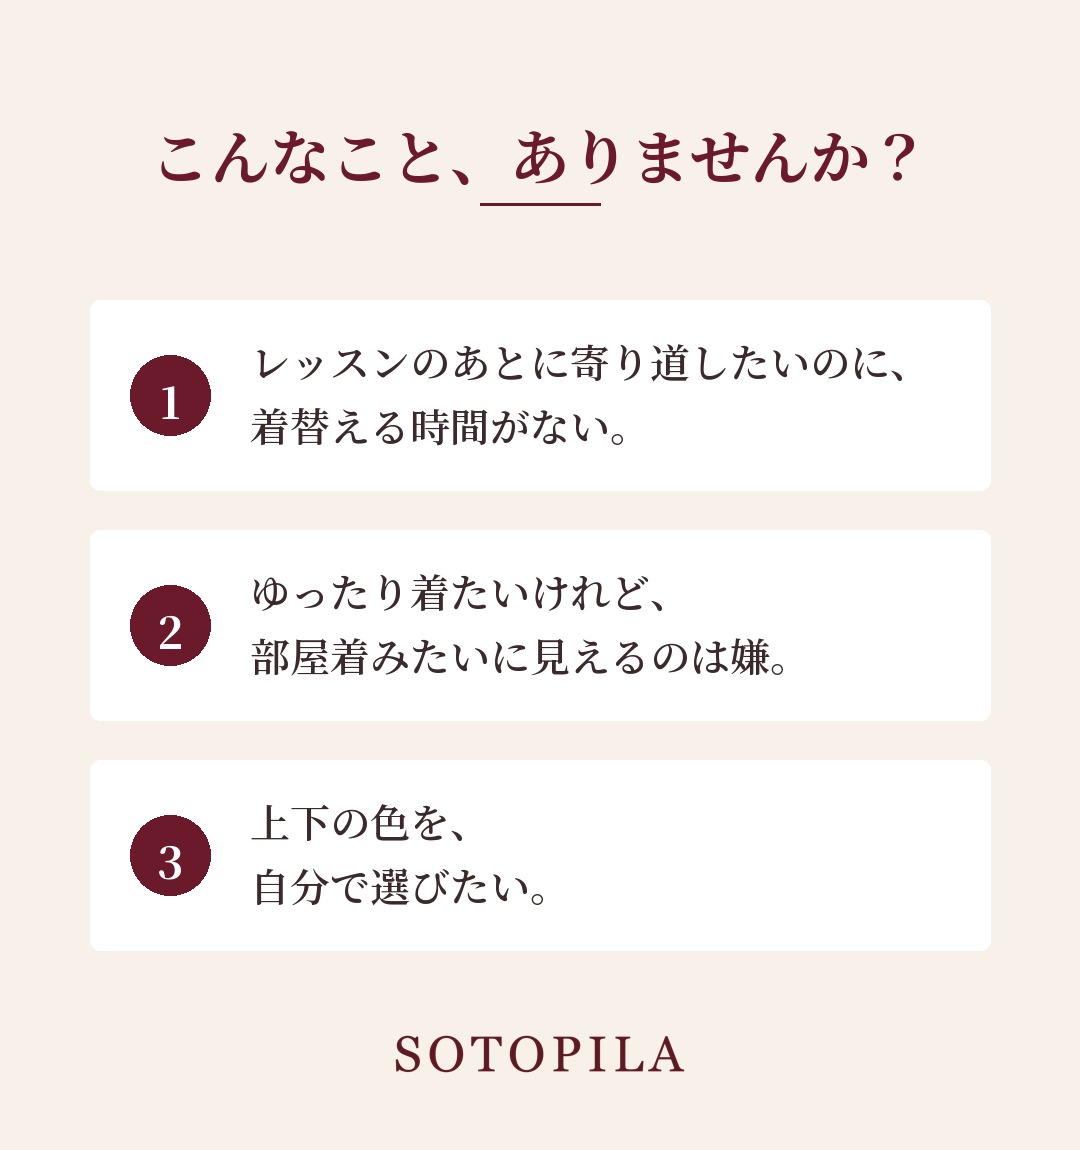 こんなこと、ありませんか？
1
レッスンのあとに寄り道したいのに、
着替える時間がない。
2
ゆったり着たいけれど、
部屋着みたいに見えるのは嫌。
3
上下の色を、
自分で選びたい。
SOTOPILA